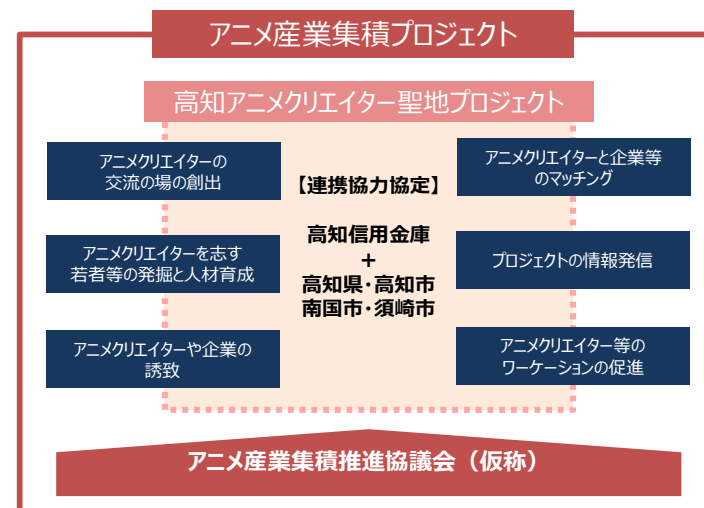 アニメ産業集積プロジェクト
高知アニメクリエイター聖地プロジェクト
アニメクリエイターの
交流の場の創出
アニメクリエイターを志す
若者等の発掘と人材育成
アニメクリエイターや企業の
誘致
【連携協力協定】
高知信用金庫
+
高知県・高知市
南国市・須崎市
アニメクリエイターと企業等
のマッチング
プロジェクトの情報発信
アニメクリエイター等の
ワーケーションの促進
アニメ産業集積推進協議会（仮称）